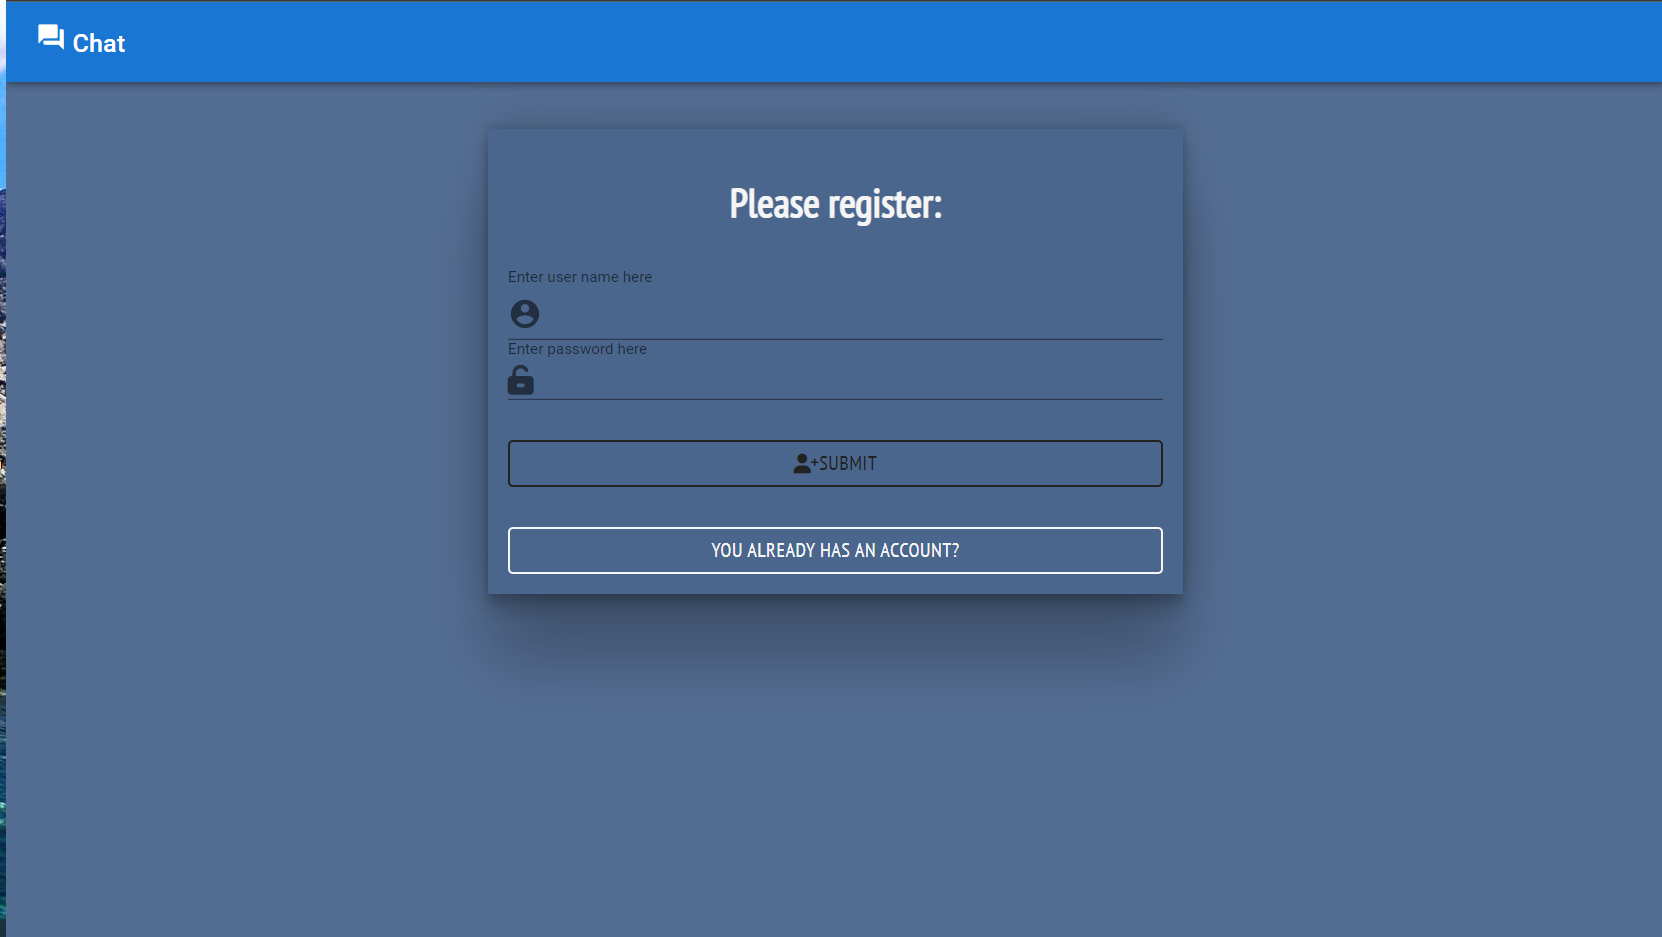 Chat
Please register:
Enter user name here
Enter password here
SUBMIT
YOU ALREADY HAS AN ACCOUNT?